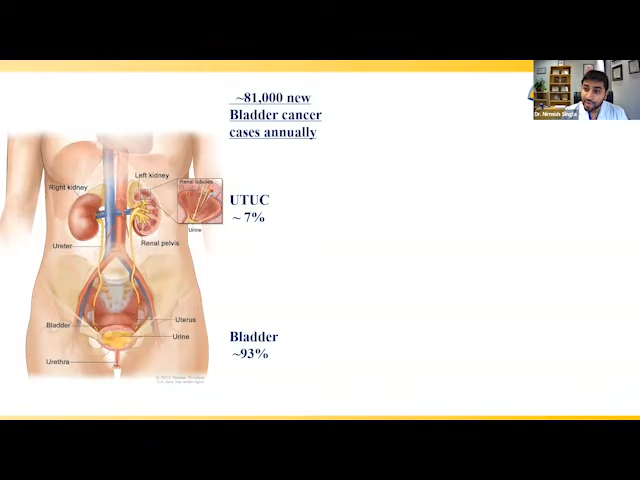 ~81,000 new
Bladder cancer
cases annually
Dr. Nirmish Singla
Left kidney
Renal tubules
Right kidney
UTUC
~ 7%
Urine
Renal pelvis
Ureter
Uterus
Bladder
Urine
Bladder
~93%
Urethra